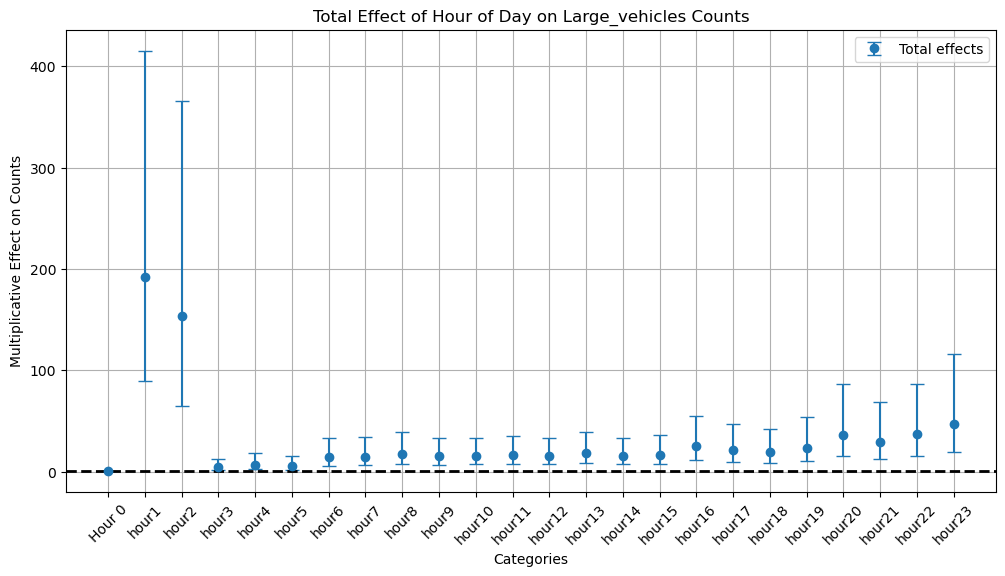 Total Effect of Hour of Day on Large_vehicles Counts
Total effects
Multiplicative Effect on Counts
400
300
200
100
0
Hour 0
hour1
hour2
hour3
hour4
hour5
hour6
hour7
hour8
hour9
hour10
hour11
hour12
hour13
hour14
hour15
hour16
hour17
hour18
hour19
hour20
hour21
hour22
hour23
Categories